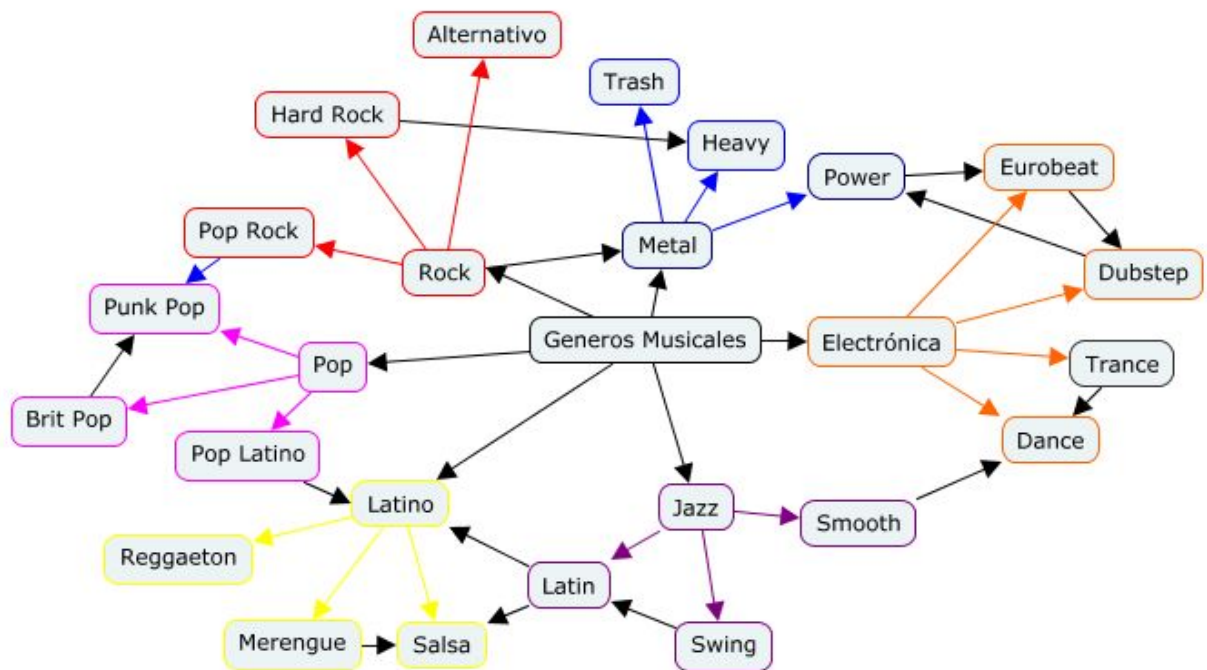 Alternativo
Trash
Hard Rock
Heavy
Eurobeat
Power
Pop Rock
Metal
Rock
Dubstep
Punk Pop
Generos Musicales
Electrónica
Pop
Trance
Brit Pop
Dance
Pop Latino
Latino
Jazz
Smooth
Reggaeton
Latin
Merengue
Salsa
Swing